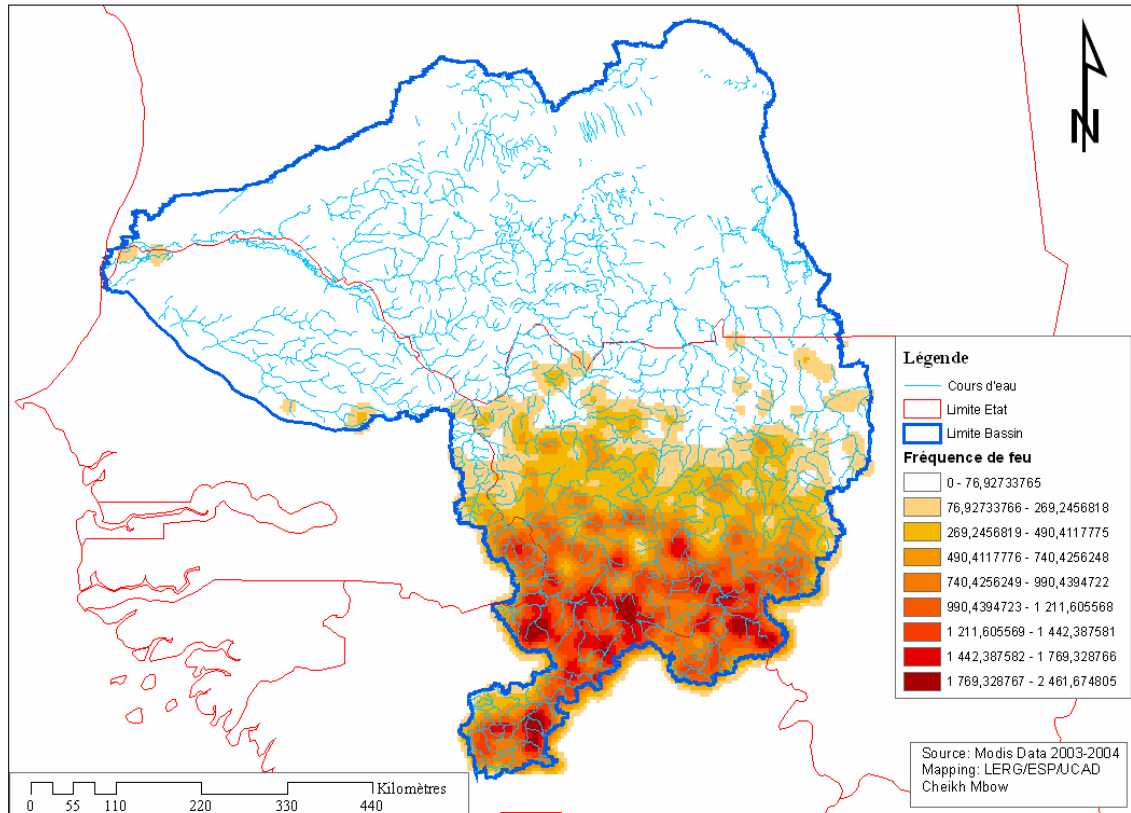 N
Légende
Cours d'eau
Limite Etat
Limite Bassin
Fréquence de feu
0 - 76,92733765
76,92733766 - 269,2456818
269,2456819 - 490,4117775
490,4117776 - 740,4256248
740,4256249 - 990,4394722
990,4394723 - 1 211,605568
1 211,605569 - 1 442,387581
1 442,387582 - 1 769,328766
1 769,328767 - 2 461,674805
Source: Modis Data 2003-2004
Mapping: LERG/ESP/UCAD
Cheikh Mbow
Kilomètres
0 55 110 220 330 440